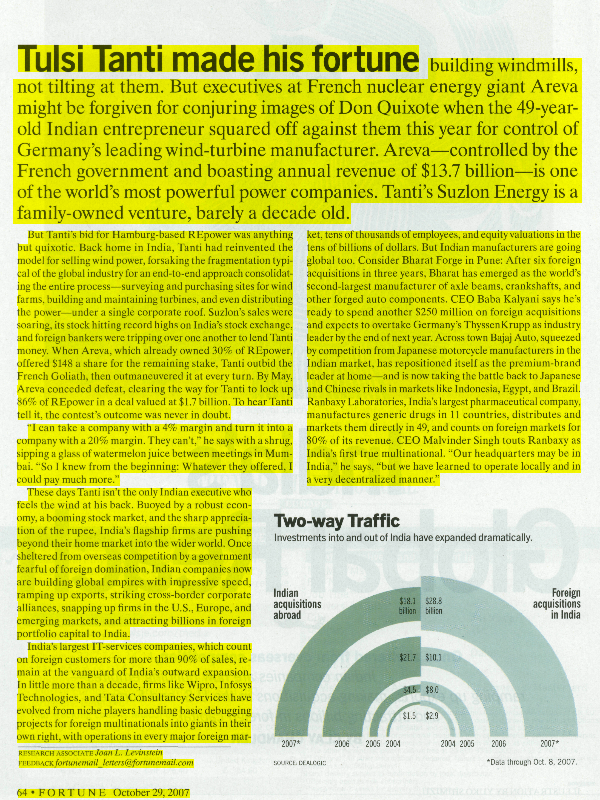 Tulsi Tanti made his fortune building windmills,
not tilting at them. But executives at French nuclear energy giant Areva
might be forgiven for conjuring images of Don Quixote when the 49-year-
old Indian entrepreneur squared off against them this year for control of
Germany's leading wind-turbine manufacturer. Areva—controlled by the
French government and boasting annual revenue of $13.7 billion—is one
of the world's most powerful power companies. Tanti's Suzlon Energy is a
family-owned venture, barely a decade old.
But Tanti's bid for Hamburg-based REpower was anything
but quixotic. Back home in India, Tanti had reinvented the
model for selling wind power, forsaking the fragmentation typi-
cal of the global industry for an end-to-end approach consolidat-
ing the entire process—surveying and purchasing sites for wind
farms, building and maintaining turbines, and even distributing
the power—under a single corporate roof. Suzlon's sales were
soaring, its stock hitting record highs on India's stock exchange,
and foreign bankers were tripping over one another to lend Tanti
money. When Areva, which already owned 30% of REpower,
offered $148 a share for the remaining stake, Tanti outbid the
French Goliath, then outmaneuvered it at every turn. By May,
Areva conceded defeat, clearing the way for Tanti to lock up
86% of REpower in a deal valued at $1.7 billion. To hear Tanti
tell it, the contest's outcome was never in doubt.
"I can take a company with a 4% margin and turn it into a
company with a 20% margin. They can't," he says with a shrug,
sipping a glass of watermelon juice between meetings in Mum-
bai. "So I knew from the beginning: Whatever they offered, I
could pay much more."
These days Tanti isn't the only Indian executive who
feels the wind at his back. Buoyed by a robust econ-
omy, a booming stock market, and the sharp apprecia-
tion of the rupee, India's flagship firms are pushing
beyond their home market into the wider world. Once
sheltered from overseas competition by a government
fearful of foreign domination, Indian companies now
are building global empires with impressive speed,
ramping up exports, striking cross-border corporate
alliances, snapping up firms in the U.S., Europe, and
emerging markets, and attracting billions in foreign
portfolio capital to India.
India's largest IT-services companies, which count
on foreign customers for more than 90% of sales, re-
main at the vanguard of India's outward expansion.
In little more than a decade, firms like Wipro, Infosys
Technologies, and Tata Consultancy Services have
evolved from niche players handling basic debugging
projects for foreign multinationals into giants in their
own right, with operations in every major foreign mar-
ket, tens of thousands of employees, and equity valuations in the
tens of billions of dollars. But Indian manufacturers are going
global too. Consider Bharat Forge in Pune: After six foreign
acquisitions in three years, Bharat has emerged as the world's
second-largest manufacturer of axle beams, crankshafts, and
other forged auto components. CEO Baba Kalyani says he's
ready to spend another $250 million on foreign acquisitions
and expects to overtake Germany's ThyssenKrupp as industry
leader by the end of next year. Across town Bajaj Auto, squeezed
by competition from Japanese motorcycle manufacturers in the
Indian market, has repositioned itself as the premium-brand
leader at home—and is now taking the battle back to Japanese
and Chinese rivals in markets like Indonesia, Egypt, and Brazil.
Ranbaxy Laboratories, India's largest pharmaceutical company,
manufactures generic drugs in 11 countries, distributes and
markets them directly in 49, and counts on foreign markets for
80% of its revenue. CEO Malvinder Singh touts Ranbaxy as
India's first true multinational. "Our headquarters may be in
India," he says, "but we have learned to operate locally and in
a very decentralized manner."
Two-way Traffic
Investments into and out of India have expanded dramatically.
Indian
acquisitions
abroad
Foreign
acquisitions
in India
$18.1
billion
$28.8
billion
$21.7 $10.1
$4.5 $8.0
$1.5 $2.9
2007* 2006 2005 2004 2004 2005 2006 2007*
SOURCE: DEALOGIC
*Data through Oct. 8, 2007.
RESEARCH ASSOCIATE Joan L. Levinstein
FEEDBACK fortunemail_letters@fortunemail.com
64 • FORTUNE October 29, 2007